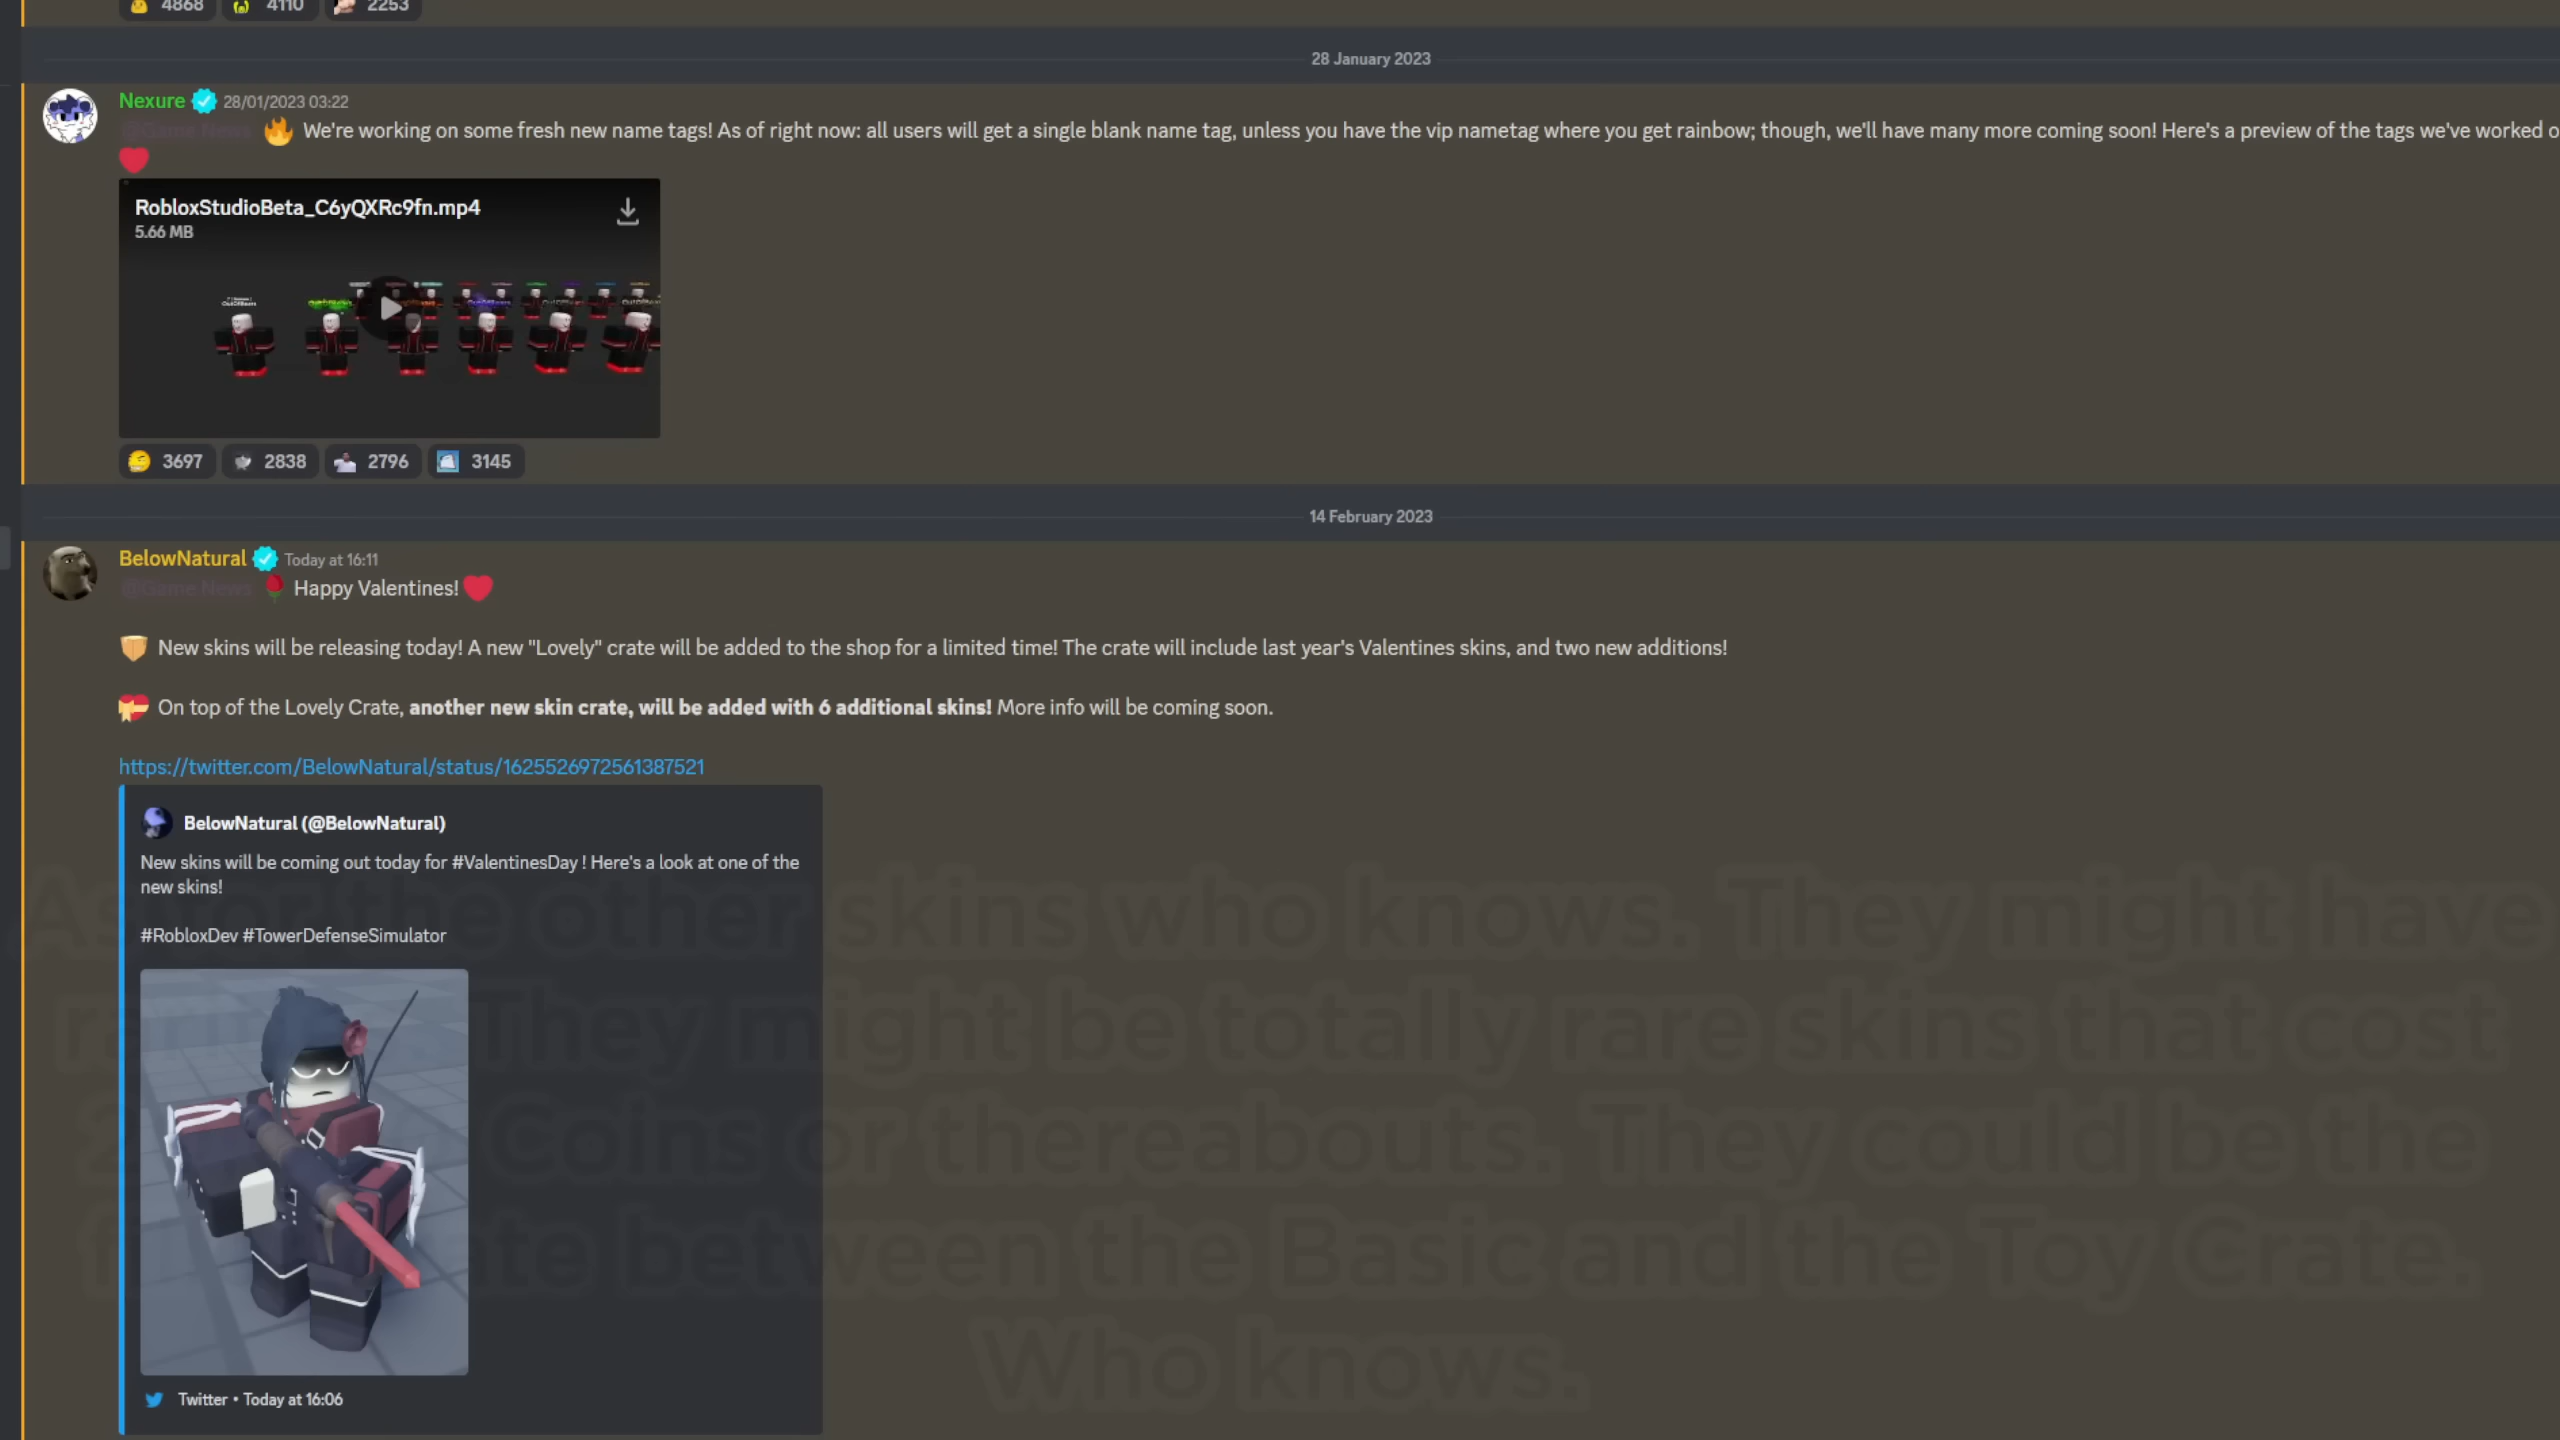 4868 4110 2253
28 January 2023
Nexure 28/01/2023 03:22
@Game News 🔥 We're working on some fresh new name tags! As of right now: all users will get a single blank name tag, unless you have the vip nametag where you get rainbow; though, we'll have many more coming soon! Here's a preview of the tags we've worked
❤️
RobloxStudioBeta_C6yQXRc9fn.mp4
5.66 MB
3697 2838 2796 3145
14 February 2023
BelowNatural Today at 16:11
@Game News 🌹 Happy Valentines! ❤️
New skins will be releasing today! A new "Lovely" crate will be added to the shop for a limited time! The crate will include last year's Valentines skins, and two new additions!
💝 On top of the Lovely Crate, another new skin crate, will be added with 6 additional skins! More info will be coming soon.
https://twitter.com/BelowNatural/status/1625526972561387521
BelowNatural (@BelowNatural)
New skins will be coming out today for #ValentinesDay ! Here's a look at one of the
new skins!
#RobloxDev #TowerDefenseSimulator
Twitter • Today at 16:06
As for the other skins who knows. They might have
They might be totally rare skins that cost
Coins or thereabouts. They could be the
between the Basic and the Toy Crate.
Who knows.